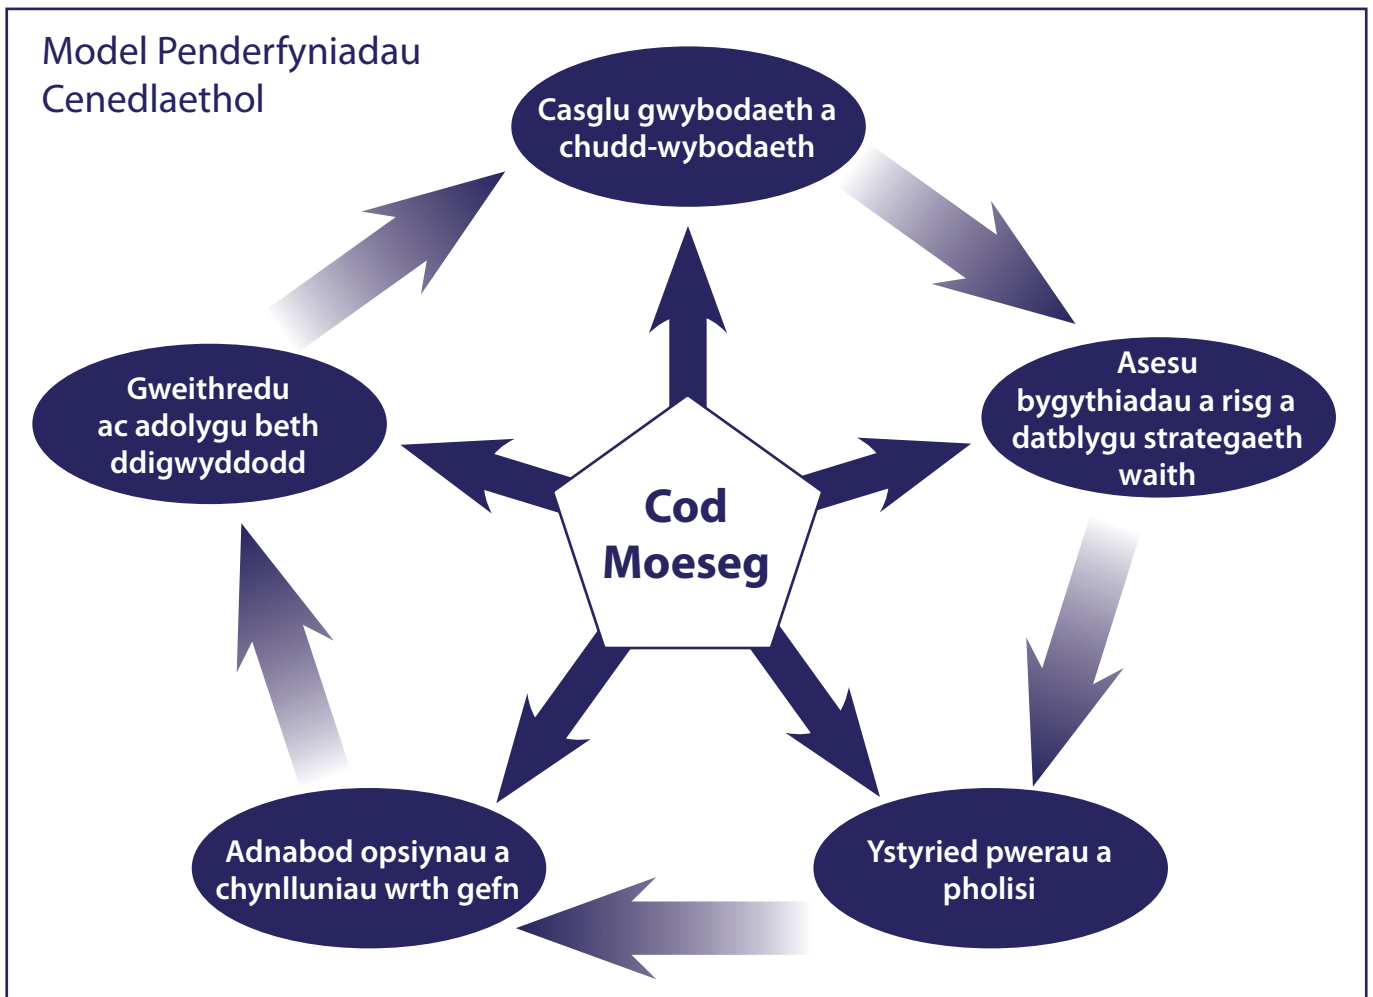 Model Penderfyniadau
Cenedlaethol
Casglu gwybodaeth a
chudd-wybodaeth
Asesu
bygythiadau a risg a
datblygu strategaeth
waith
Ystyried pwerau a
pholisi
Adnabod opsiynau a
chynlluniau wrth gefn
Gweithredu
ac adolygu beth
ddigwyddodd
Cod
Moeseg